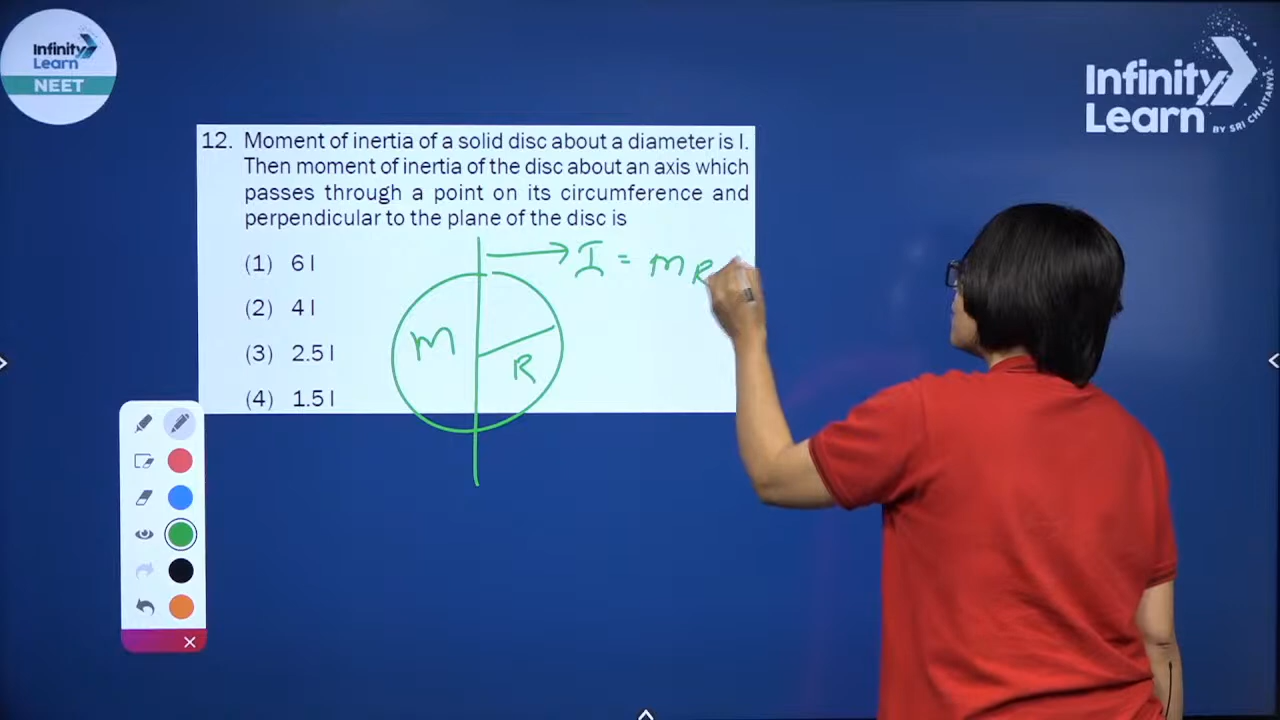 Infinity
Learn
NEET
Infinity
Learn
BY SRI CHAITANYA
12. Moment of inertia of a solid disc about a diameter is I.
Then moment of inertia of the disc about an axis which
passes through a point on its circumference and
perpendicular to the plane of the disc is
(1) 6 I
(2) 4 I
(3) 2.5 I
(4) 1.5 I
I = MR
M
R